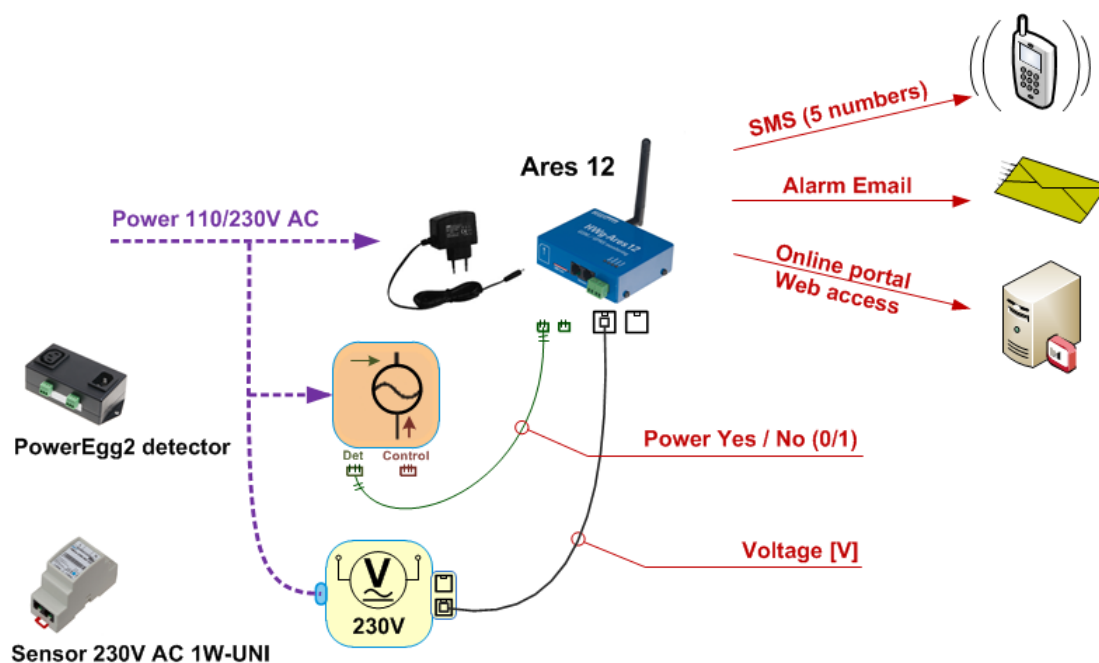 SMS (5 numbers)
Ares 12
Alarm Email
Power 110/230V AC
HWg-Ares 12
Online portal
Web access
PowerEgg2 detector
Det
Control
Power Yes / No (0/1)
Voltage [V]
V
230V
Sensor 230V AC 1W-UNI